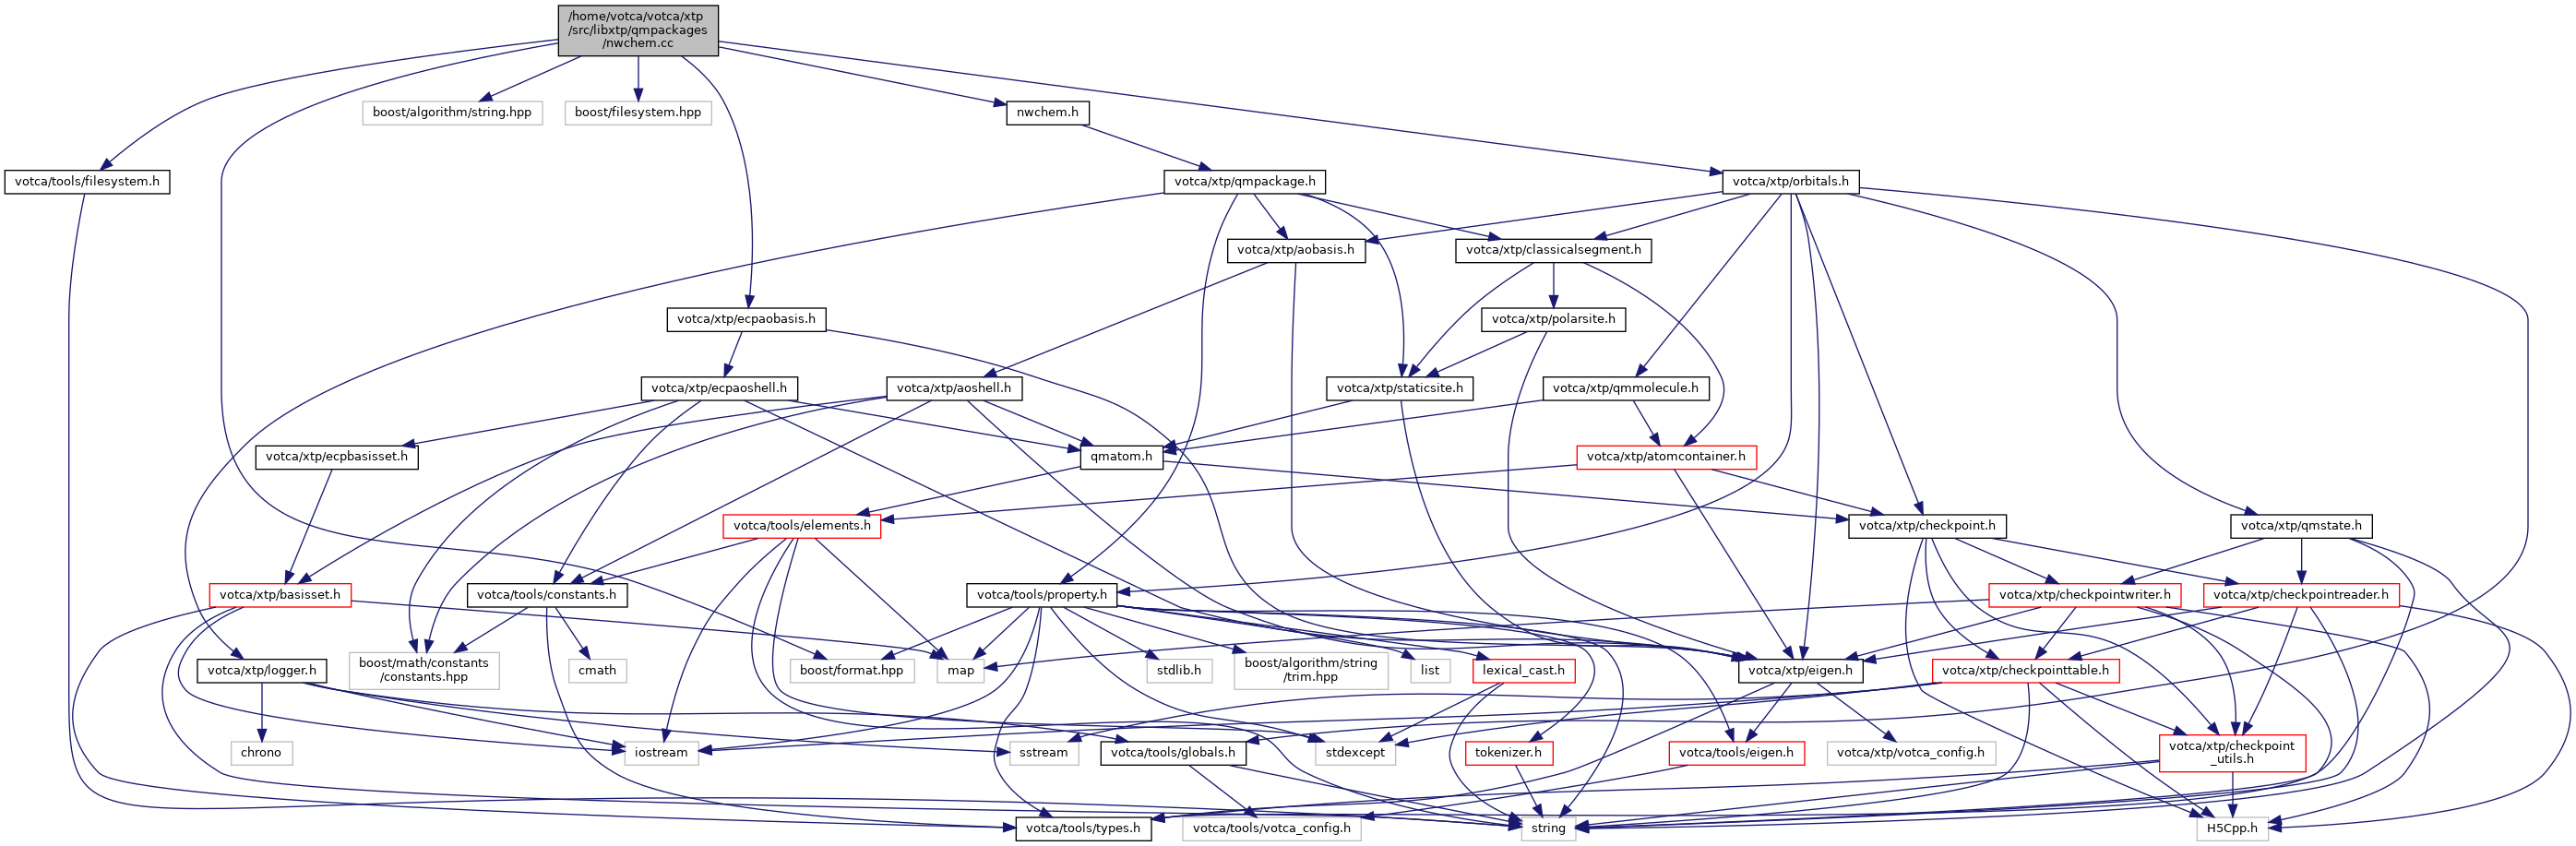 /home/votca/votca/xtp
/src/libxtp/qmpackages
/nwchem.cc
boost/algorithm/string.hpp
boost/filesystem.hpp
nwchem.h
votca/tools/filesystem.h
votca/xtp/qmpackage.h
votca/xtp/orbitals.h
votca/xtp/aobasis.h
votca/xtp/classicalsegment.h
votca/xtp/ecpaobasis.h
votca/xtp/polarsite.h
votca/xtp/ecpaoshell.h
votca/xtp/aoshell.h
votca/xtp/staticsite.h
votca/xtp/qmmolecule.h
votca/xtp/ecpbasisset.h
qmatom.h
votca/xtp/atomcontainer.h
votca/tools/elements.h
votca/xtp/checkpoint.h
votca/xtp/qmstate.h
votca/xtp/basisset.h
votca/tools/constants.h
votca/tools/property.h
votca/xtp/checkpointwriter.h
votca/xtp/checkpointreader.h
votca/xtp/logger.h
boost/math/constants
/constants.hpp
cmath
boost/format.hpp
map
stdlib.h
boost/algorithm/string
/trim.hpp
list
lexical_cast.h
votca/xtp/eigen.h
votca/xtp/checkpointtable.h
chrono
iostream
sstream
votca/tools/globals.h
stdexcept
tokenizer.h
votca/tools/eigen.h
votca/xtp/votca_config.h
votca/xtp/checkpoint
_utils.h
votca/tools/types.h
votca/tools/votca_config.h
string
H5Cpp.h